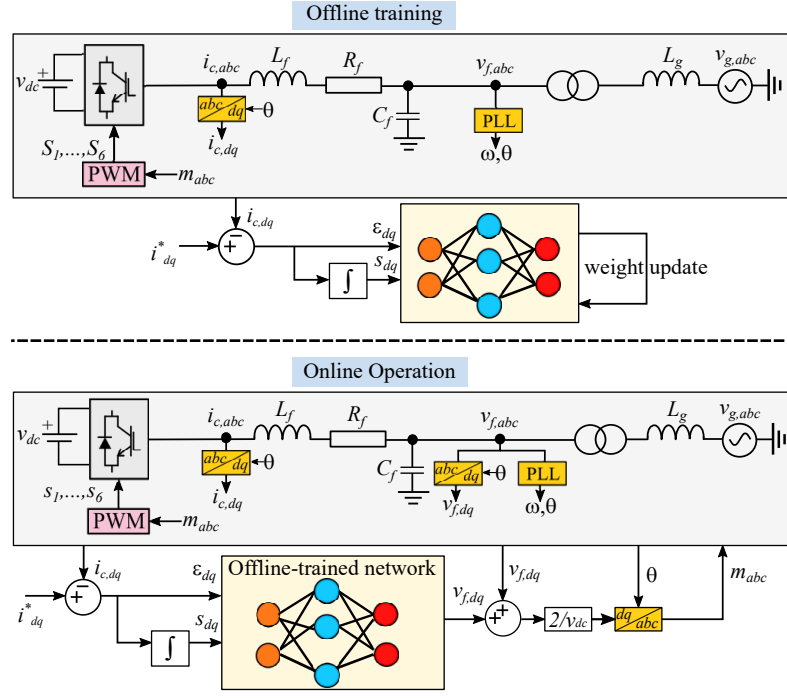 Offline training
v_dc
+
i_c,abc
L_f
R_f
v_f,abc
L_g
v_g,abc
abc
dq
θ
i_c,dq
C_f
PLL
ω,θ
S_1,...,S_6
PWM
m_abc
i_c,dq
i*_dq
+
−
ε_dq
s_dq
∫
weight update
Online Operation
v_dc
+
i_c,abc
L_f
R_f
v_f,abc
L_g
v_g,abc
abc
dq
θ
i_c,dq
C_f
abc
dq
θ
PLL
v_f,dq
ω,θ
s_1,...,s_6
PWM
m_abc
i_c,dq
i*_dq
+
−
ε_dq
s_dq
∫
Offline-trained network
v_f,dq
v_f,dq
+
+
2/v_dc
θ
dq
abc
m_abc